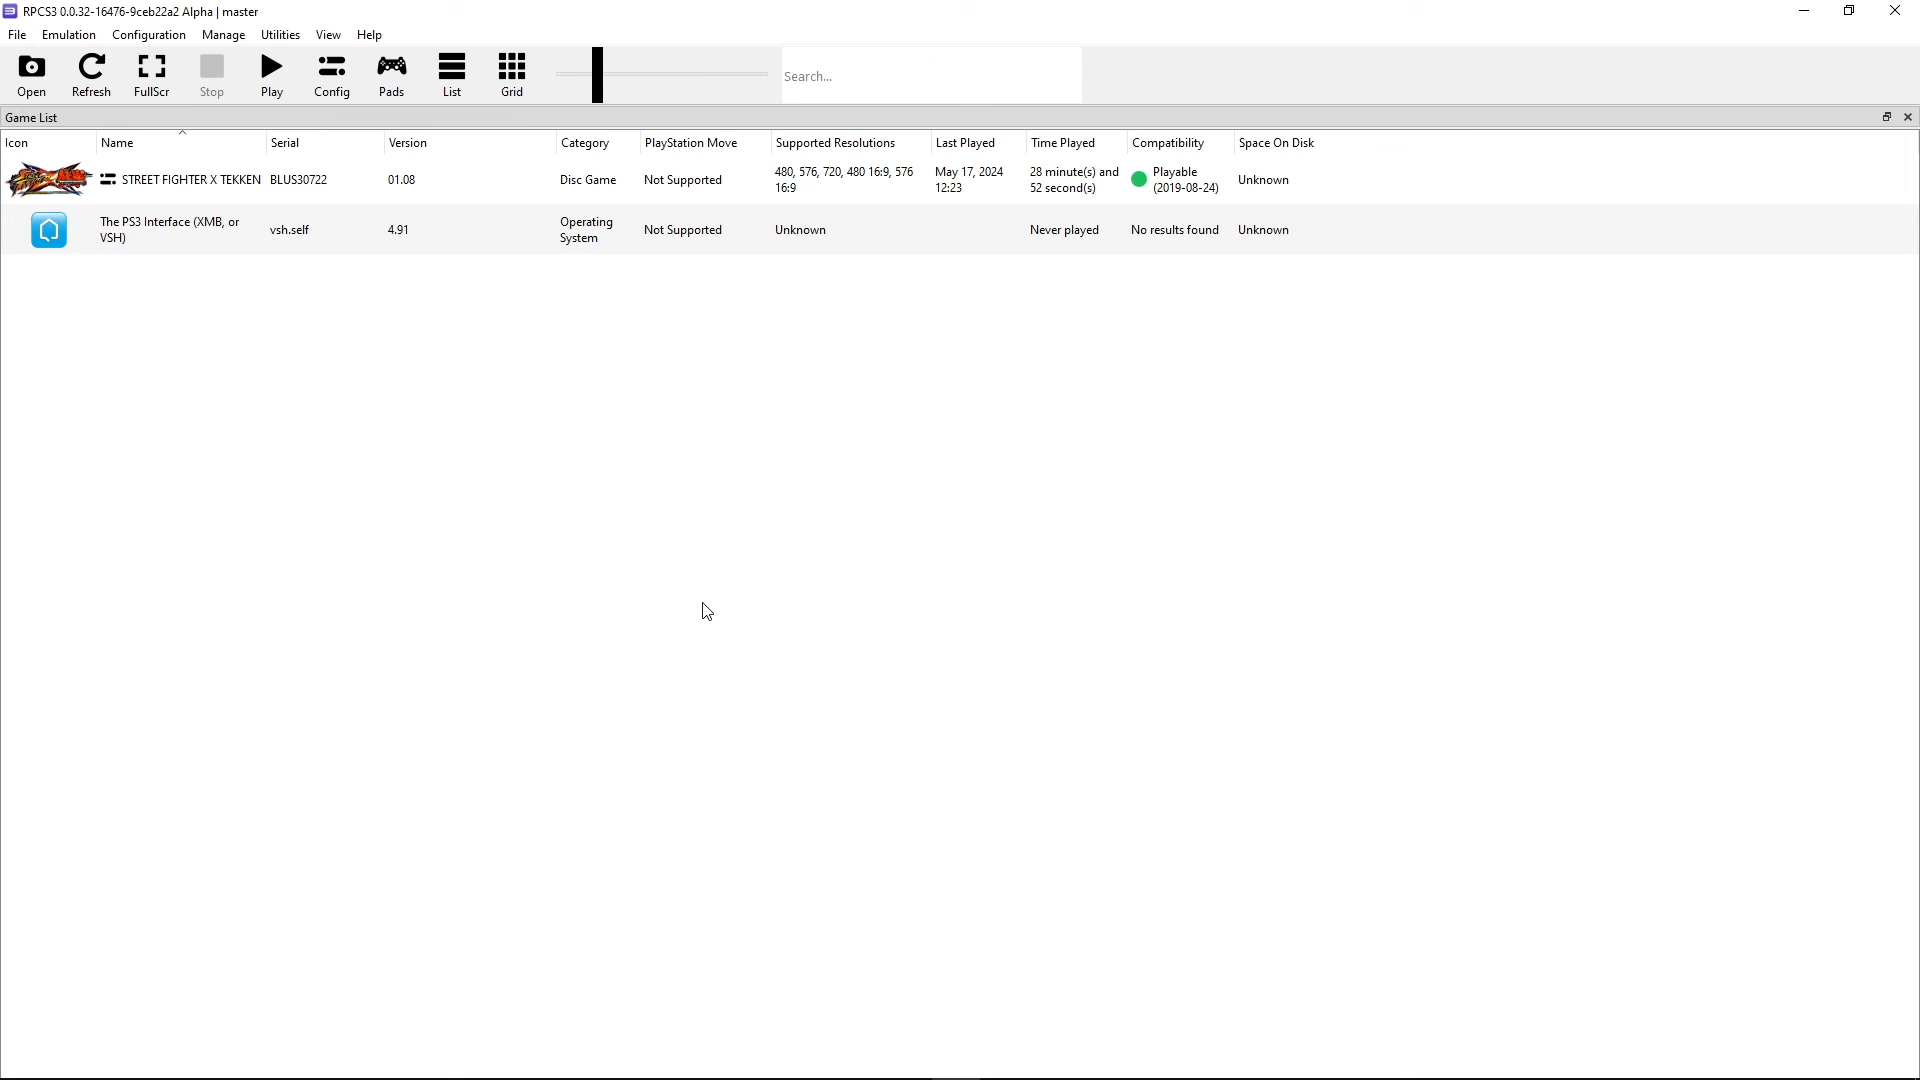 RPCS3 0.0.32-16476-9ceb22a2 Alpha | master
File Emulation Configuration Manage Utilities View Help
Open Refresh FullScr Stop Play Config Pads List Grid Search...
Game List
Icon Name Serial Version Category PlayStation Move Supported Resolutions Last Played Time Played Compatibility Space On Disk
STREET FIGHTER X TEKKEN BLUS30722 01.08 Disc Game Not Supported 480, 576, 720, 480 16:9, 576 May 17, 2024 28 minute(s) and Playable Unknown
16:9 12:23 52 second(s) (2019-08-24)
The PS3 Interface (XMB, or vsh.self 4.91 Operating Not Supported Unknown Never played No results found Unknown
VSH) System